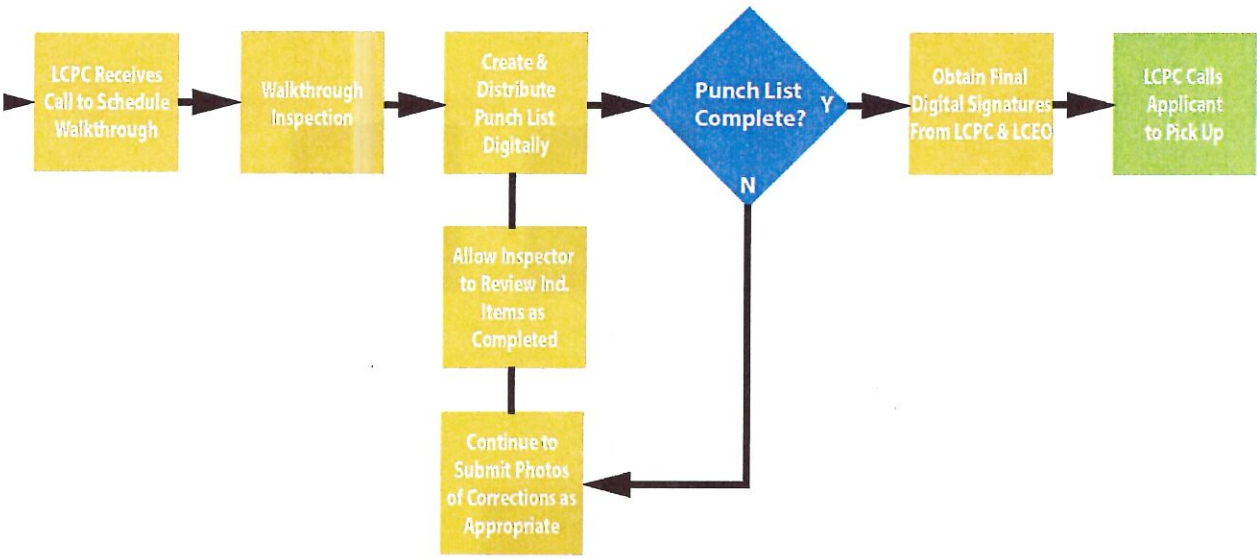 LCPC Receives
Call to Schedule
Walkthrough
Walkthrough
Inspection
Create &
Distribute
Punch List
Digitally
Punch List
Complete?
Y
N
Obtain Final
Digital Signatures
From LCPC & LCEO
LCPC Calls
Applicant
to Pick Up
Allow Inspector
to Review Ind.
Items as
Completed
Continue to
Submit Photos
of Corrections as
Appropriate